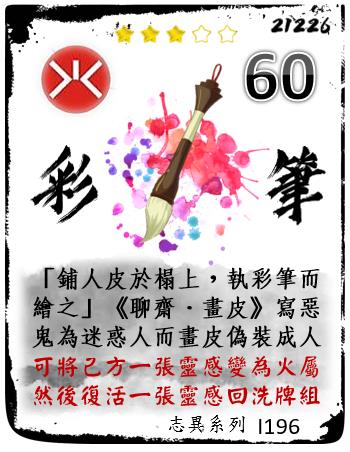 21226
60
彩筆
「鋪人皮於榻上，執彩筆而
繪之」《聊齋．畫皮》寫惡
鬼為迷惑人而畫皮偽裝成人
可將己方一張靈感變為火屬
然後復活一張靈感回洗牌組
志異系列 I196